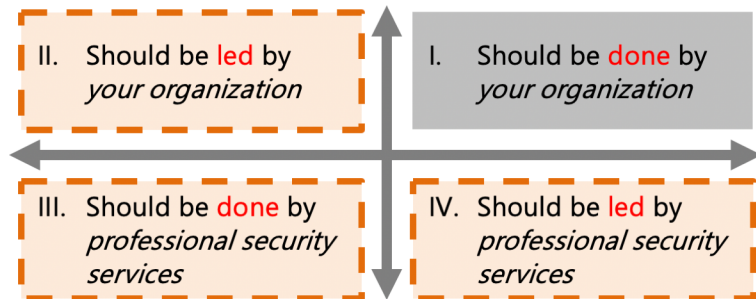 II. Should be led by
your organization
I. Should be done by
your organization
III. Should be done by
professional security
services
IV. Should be led by
professional security
services